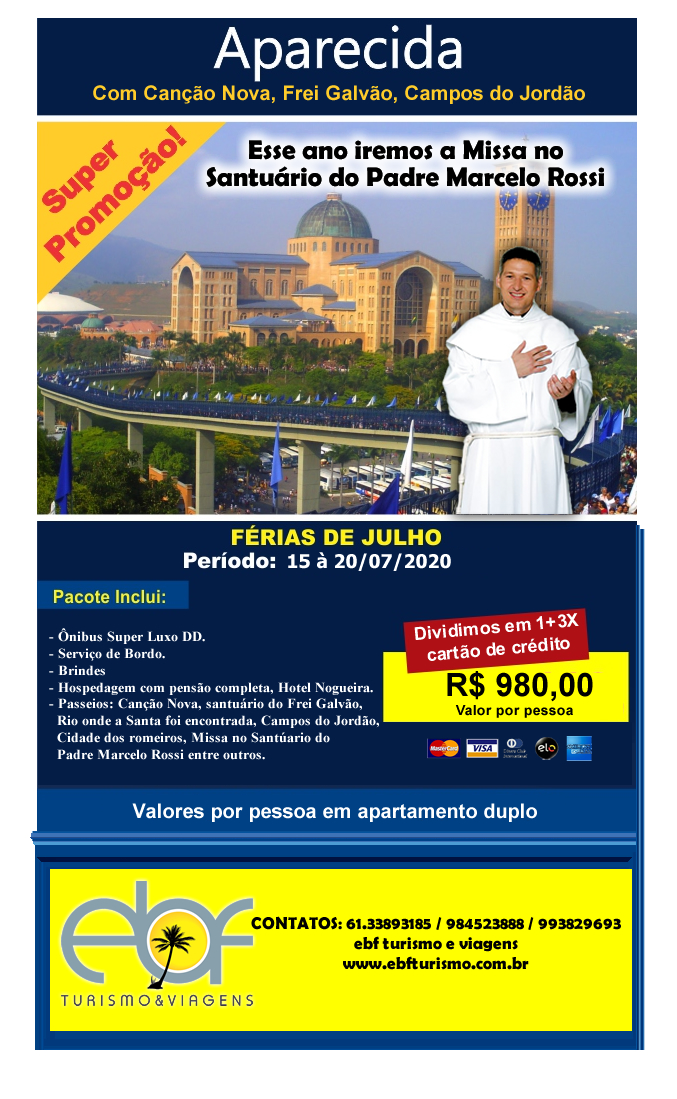 Aparecida
Com Canção Nova, Frei Galvão, Campos do Jordão
Super
Promoção!
Esse ano iremos a Missa no
Santuário do Padre Marcelo Rossi
FÉRIAS DE JULHO
Período: 15 à 20/07/2020
Pacote Inclui:
- Ônibus Super Luxo DD.
- Serviço de Bordo.
- Brindes
- Hospedagem com pensão completa, Hotel Nogueira.
- Passeios: Canção Nova, santuário do Frei Galvão,
Rio onde a Santa foi encontrada, Campos do Jordão,
Cidade dos romeiros, Missa no Santúario do
Padre Marcelo Rossi entre outros.
Dividimos em 1+3X
cartão de crédito
R$ 980,00
Valor por pessoa
MasterCard
VISA
Diners Club
International
elo
Valores por pessoa em apartamento duplo
ebf
TURISMO&VIAGENS
CONTATOS: 61.33893185 / 984523888 / 993829693
ebf turismo e viagens
www.ebfturismo.com.br